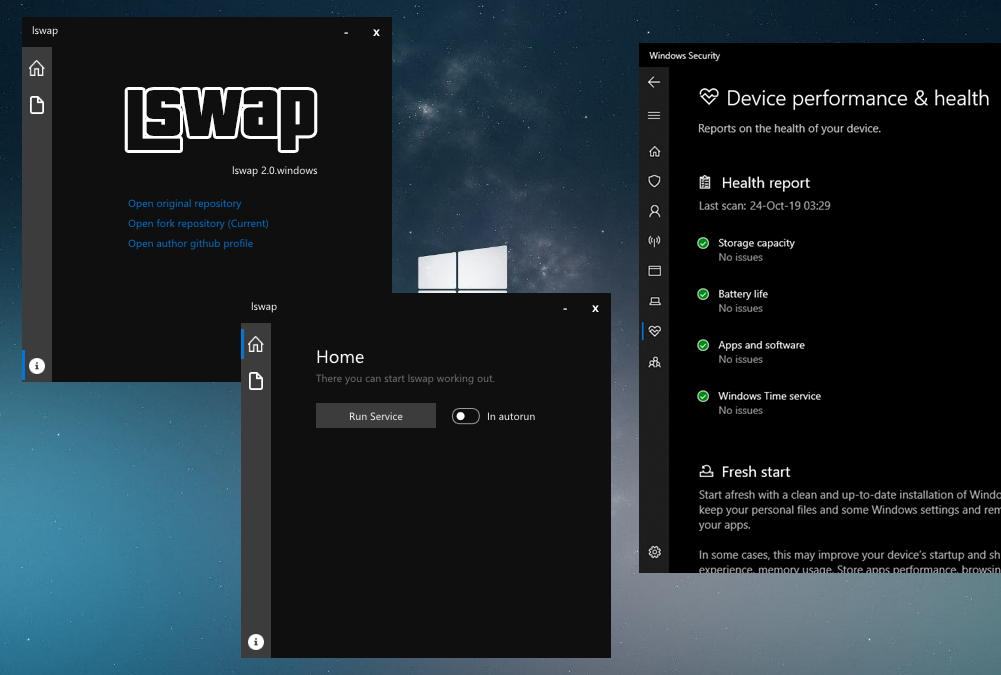 lswap
lswap
lswap 2.0.windows
Open original repository
Open fork repository (Current)
Open author github profile
lswap
Home
There you can start lswap working out.
Run Service
In autorun
Windows Security
Device performance & health
Reports on the health of your device.
Health report
Last scan: 24-Oct-19 03:29
Storage capacity
No issues
Battery life
No issues
Apps and software
No issues
Windows Time service
No issues
Fresh start
Start afresh with a clean and up-to-date installation of Windo
keep your personal files and some Windows settings and rem
your apps.
In some cases, this may improve your device's startup and sh
experience, memory usage, Store apps performance, browsin